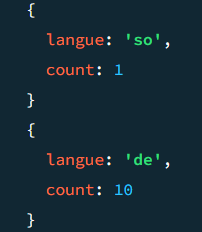 {
langue: 'so',
count: 1
}
{
langue: 'de',
count: 10
}